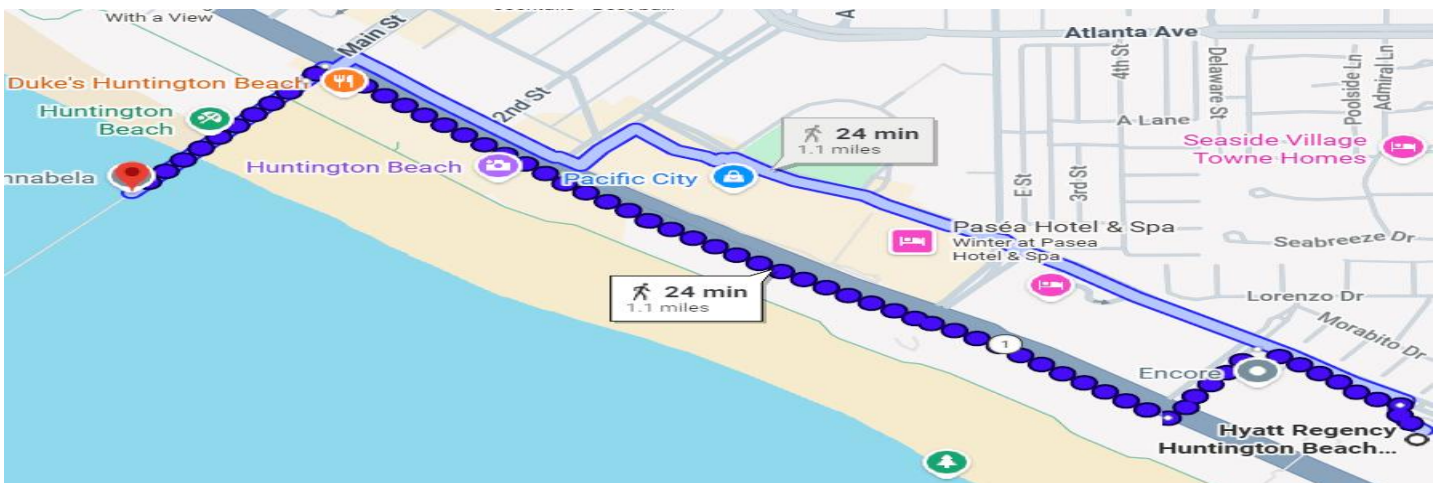 With a View
Main St
Atlanta Ave
Duke's Huntington Beach
4th St
Delaware St
Poolside Ln
Admiral Ln
Huntington
Beach
2nd St
A Lane
24 min
1.1 miles
Seaside Village
Towne Homes
Huntington Beach
Pacific City
E St
3rd St
Paséa Hotel & Spa
Winter at Pasea
Hotel & Spa
Seabreeze Dr
24 min
1.1 miles
Lorenzo Dr
Morabito Dr
1
Encore
Hyatt Regency
Huntington Beach...